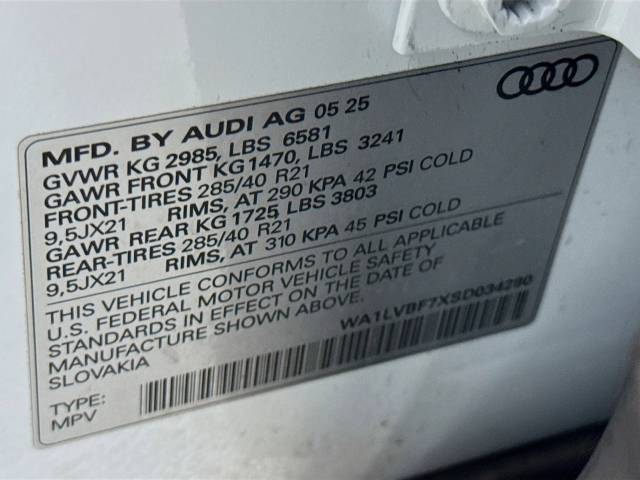 MFD. BY AUDI AG 05 25
GVWR KG 2985, LBS 6581
GAWR FRONT KG1470, LBS 3241
FRONT-TIRES 285/40 R21
9,5JX21 RIMS, AT 290 KPA 42 PSI COLD
GAWR REAR KG 1725 LBS 3803
REAR-TIRES 285/40 R21
9,5JX21 RIMS, AT 310 KPA 45 PSI COLD
THIS VEHICLE CONFORMS TO ALL APPLICABLE
U.S. FEDERAL MOTOR VEHICLE SAFETY
STANDARDS IN EFFECT ON THE DATE OF
MANUFACTURE SHOWN ABOVE.
SLOVAKIA
WA1LVBF7XSD034290
TYPE:
MPV